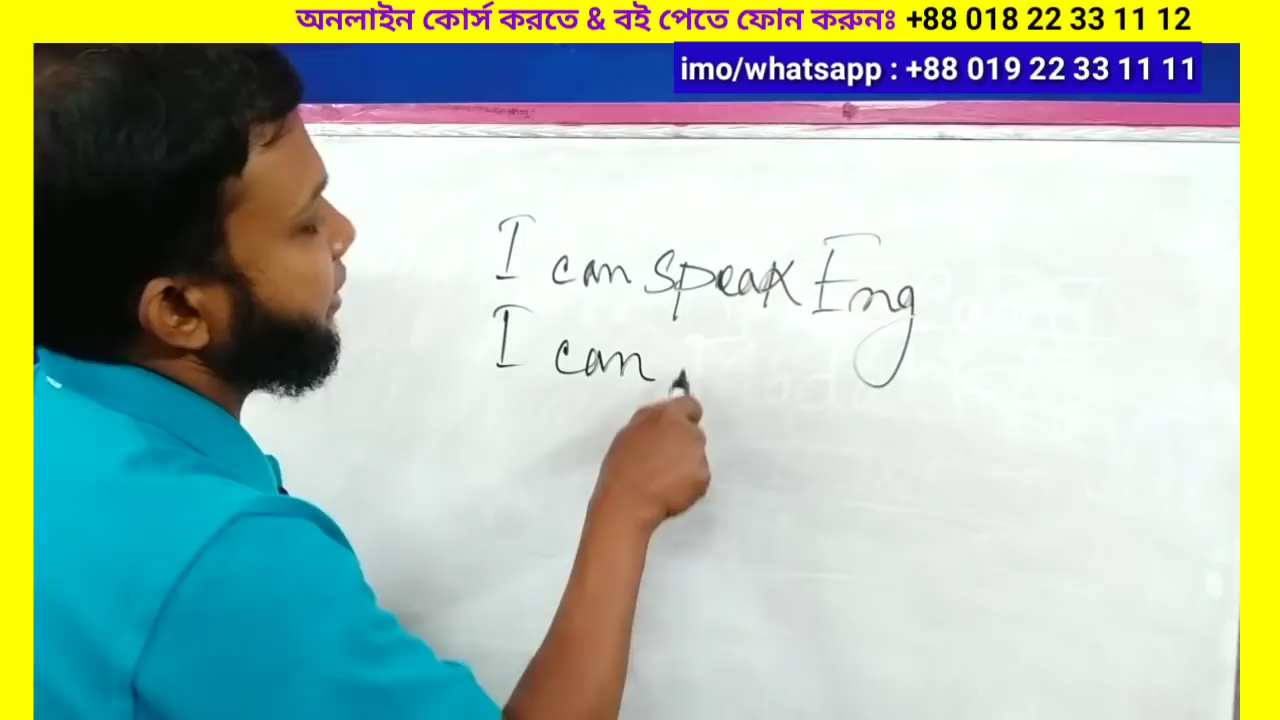 অনলাইন কোর্স করতে & বই পেতে ফোন করুনঃ +88 018 22 33 11 12
imo/whatsapp : +88 019 22 33 11 11
I can speak Eng
I can